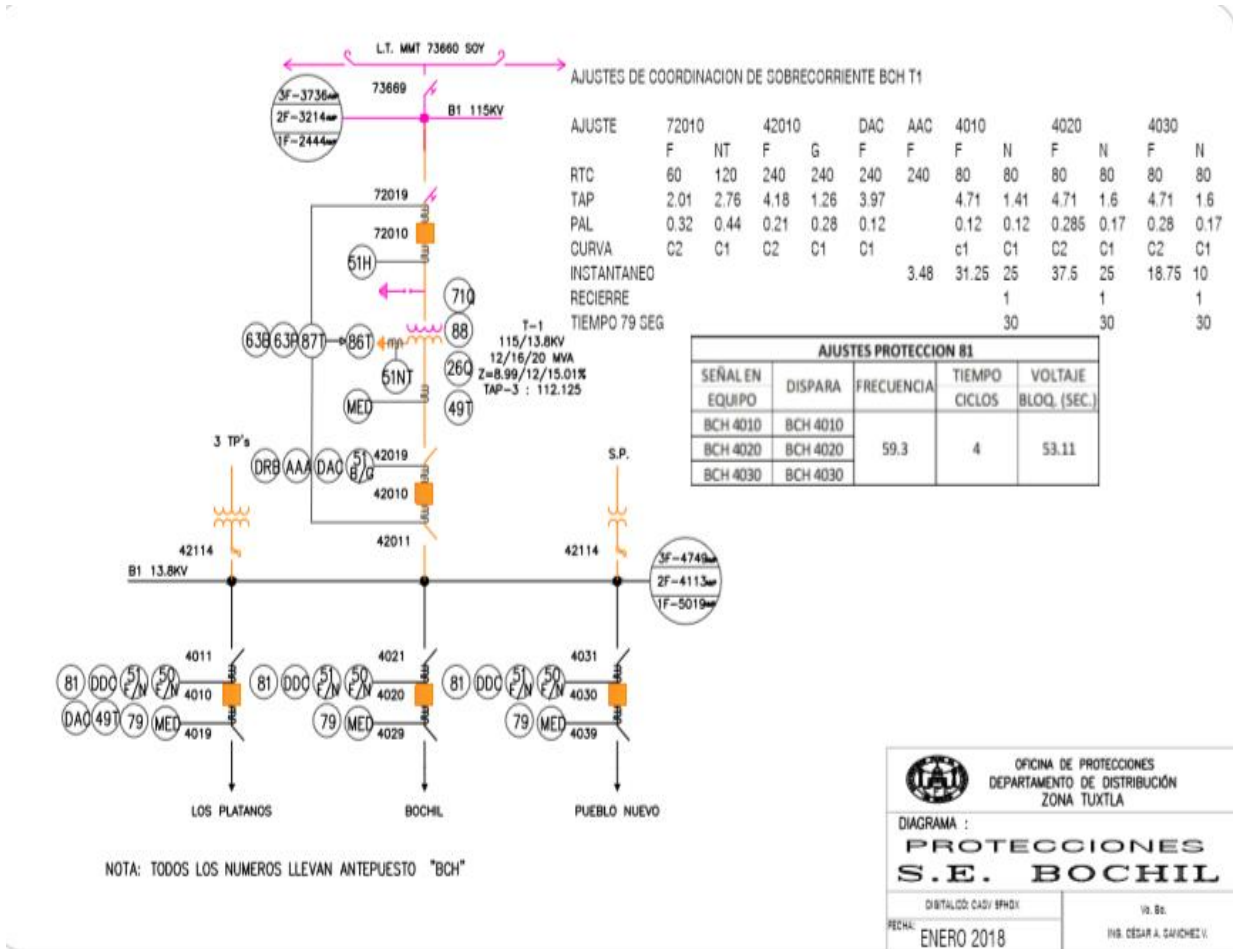 L.T. MMT 73660 SOY
73669
B1 115KV
3F-3736
2F-3214
1F-2444
72019
72010
51H
71Q
88
63B 63P 87T 86T
51NT
26Q
T-1
115/13.8KV
12/16/20 MVA
Z=8.99/12/15.01%
TAP-3 : 112.125
MED
49T
3 TP's
DRB AAA DAC 51
B/G
42019
42010
42011
S.P.
42114
42114
B1 13.8KV
3F-4749
2F-4113
1F-5019
4011
81 DDC 51 F/N 50 F/N 4010
DAC 49T 79 MED 4019
LOS PLATANOS
4021
81 DDC 51 F/N 50 F/N 4020
79 MED 4029
BOCHIL
4031
81 DDC 51 F/N 50 F/N 4030
79 MED 4039
PUEBLO NUEVO
NOTA: TODOS LOS NUMEROS LLEVAN ANTEPUESTO "BCH"
AJUSTES DE COORDINACION DE SOBRECORRIENTE BCH T1
AJUSTE 72010 42010 DAC AAC 4010 4020 4030
F NT F G F F F N F N F N
RTC 60 120 240 240 240 240 80 80 80 80 80 80
TAP 2.01 2.76 4.18 1.26 3.97 4.71 1.41 4.71 1.6 4.71 1.6
PAL 0.32 0.44 0.21 0.28 0.12 0.12 0.12 0.285 0.17 0.28 0.17
CURVA C2 C1 C2 C1 C1 c1 C1 C2 C1 C2 C1
INSTANTANEO 3.48 31.25 25 37.5 25 18.75 10
RECIERRE 1 1 1
TIEMPO 79 SEG 30 30 30
AJUSTES PROTECCION 81
SEÑAL EN EQUIPO DISPARA FRECUENCIA TIEMPO CICLOS VOLTAJE BLOQ. (SEC.)
BCH 4010 BCH 4010
BCH 4020 BCH 4020 59.3 4 53.11
BCH 4030 BCH 4030
OFICINA DE PROTECCIONES
DEPARTAMENTO DE DISTRIBUCIÓN
ZONA TUXTLA
DIAGRAMA :
PROTECCIONES
S.E. BOCHIL
FECHA:
ENERO 2018
Vo. Bo.
ING. CÉSAR A. SANCHEZ V.